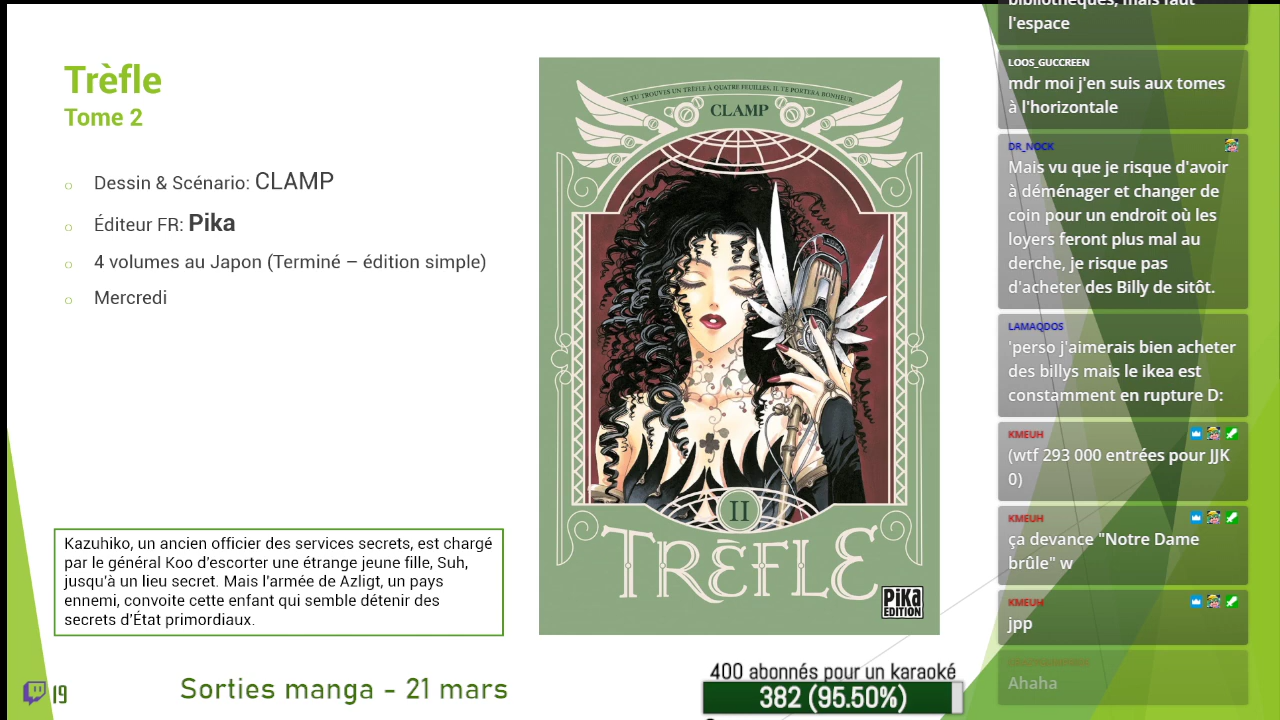 Trèfle
Tome 2
Dessin & Scénario: CLAMP
Éditeur FR: Pika
4 volumes au Japon (Terminé – édition simple)
Mercredi
Kazuhiko, un ancien officier des services secrets, est chargé
par le général Koo d'escorter une étrange jeune fille, Suh,
jusqu'à un lieu secret. Mais l'armée de Azligt, un pays
ennemi, convoite cette enfant qui semble détenir des
secrets d'État primordiaux.
19
Sorties manga - 21 mars
SI TU TROUVES UN TRÈFLE À QUATRE FEUILLES, IL TE PORTERA BONHEUR
CLAMP
II
TRÈFLE
PIKA
EDITION
400 abonnés pour un karaoké
382 (95.50%)
bibliothèques, mais faut
l'espace
LOOS_GUCCREEN
mdr moi j'en suis aux tomes
à l'horizontale
DR_NOCK
Mais vu que je risque d'avoir
à déménager et changer de
coin pour un endroit où les
loyers feront plus mal au
derche, je risque pas
d'acheter des Billy de sitôt.
LAMAQDOS
'perso j'aimerais bien acheter
des billys mais le ikea est
constamment en rupture D:
KMEUH
(wtf 293 000 entrées pour JJK
0)
KMEUH
ça devance "Notre Dame
brûle" w
KMEUH
jpp
Ahaha